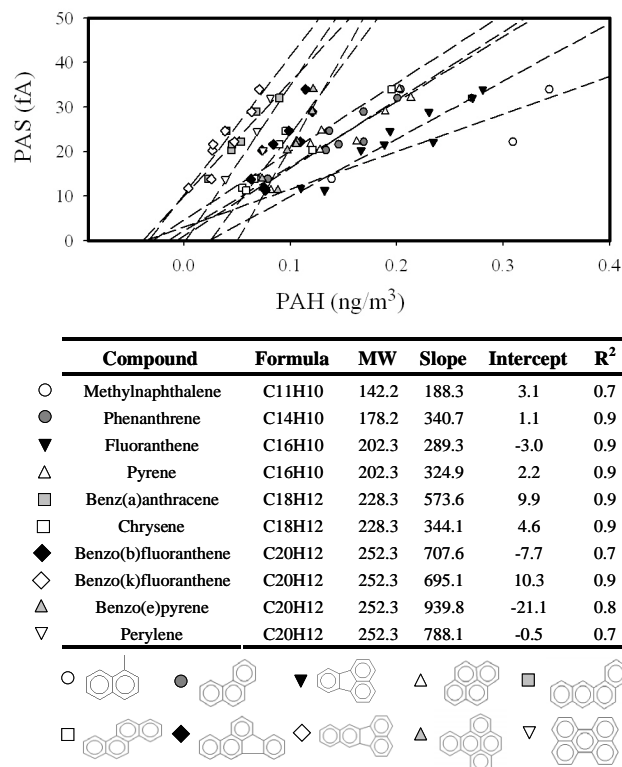 50
40
30
20
10
0
PAS (fA)
0.0 0.1 0.2 0.3 0.4
PAH (ng/m³)
Compound Formula MW Slope Intercept R²
Methylnaphthalene C11H10 142.2 188.3 3.1 0.7
Phenanthrene C14H10 178.2 340.7 1.1 0.9
Fluoranthene C16H10 202.3 289.3 -3.0 0.9
Pyrene C16H10 202.3 324.9 2.2 0.9
Benz(a)anthracene C18H12 228.3 573.6 9.9 0.9
Chrysene C18H12 228.3 344.1 4.6 0.9
Benzo(b)fluoranthene C20H12 252.3 707.6 -7.7 0.7
Benzo(k)fluoranthene C20H12 252.3 695.1 10.3 0.9
Benzo(e)pyrene C20H12 252.3 939.8 -21.1 0.8
Perylene C20H12 252.3 788.1 -0.5 0.7